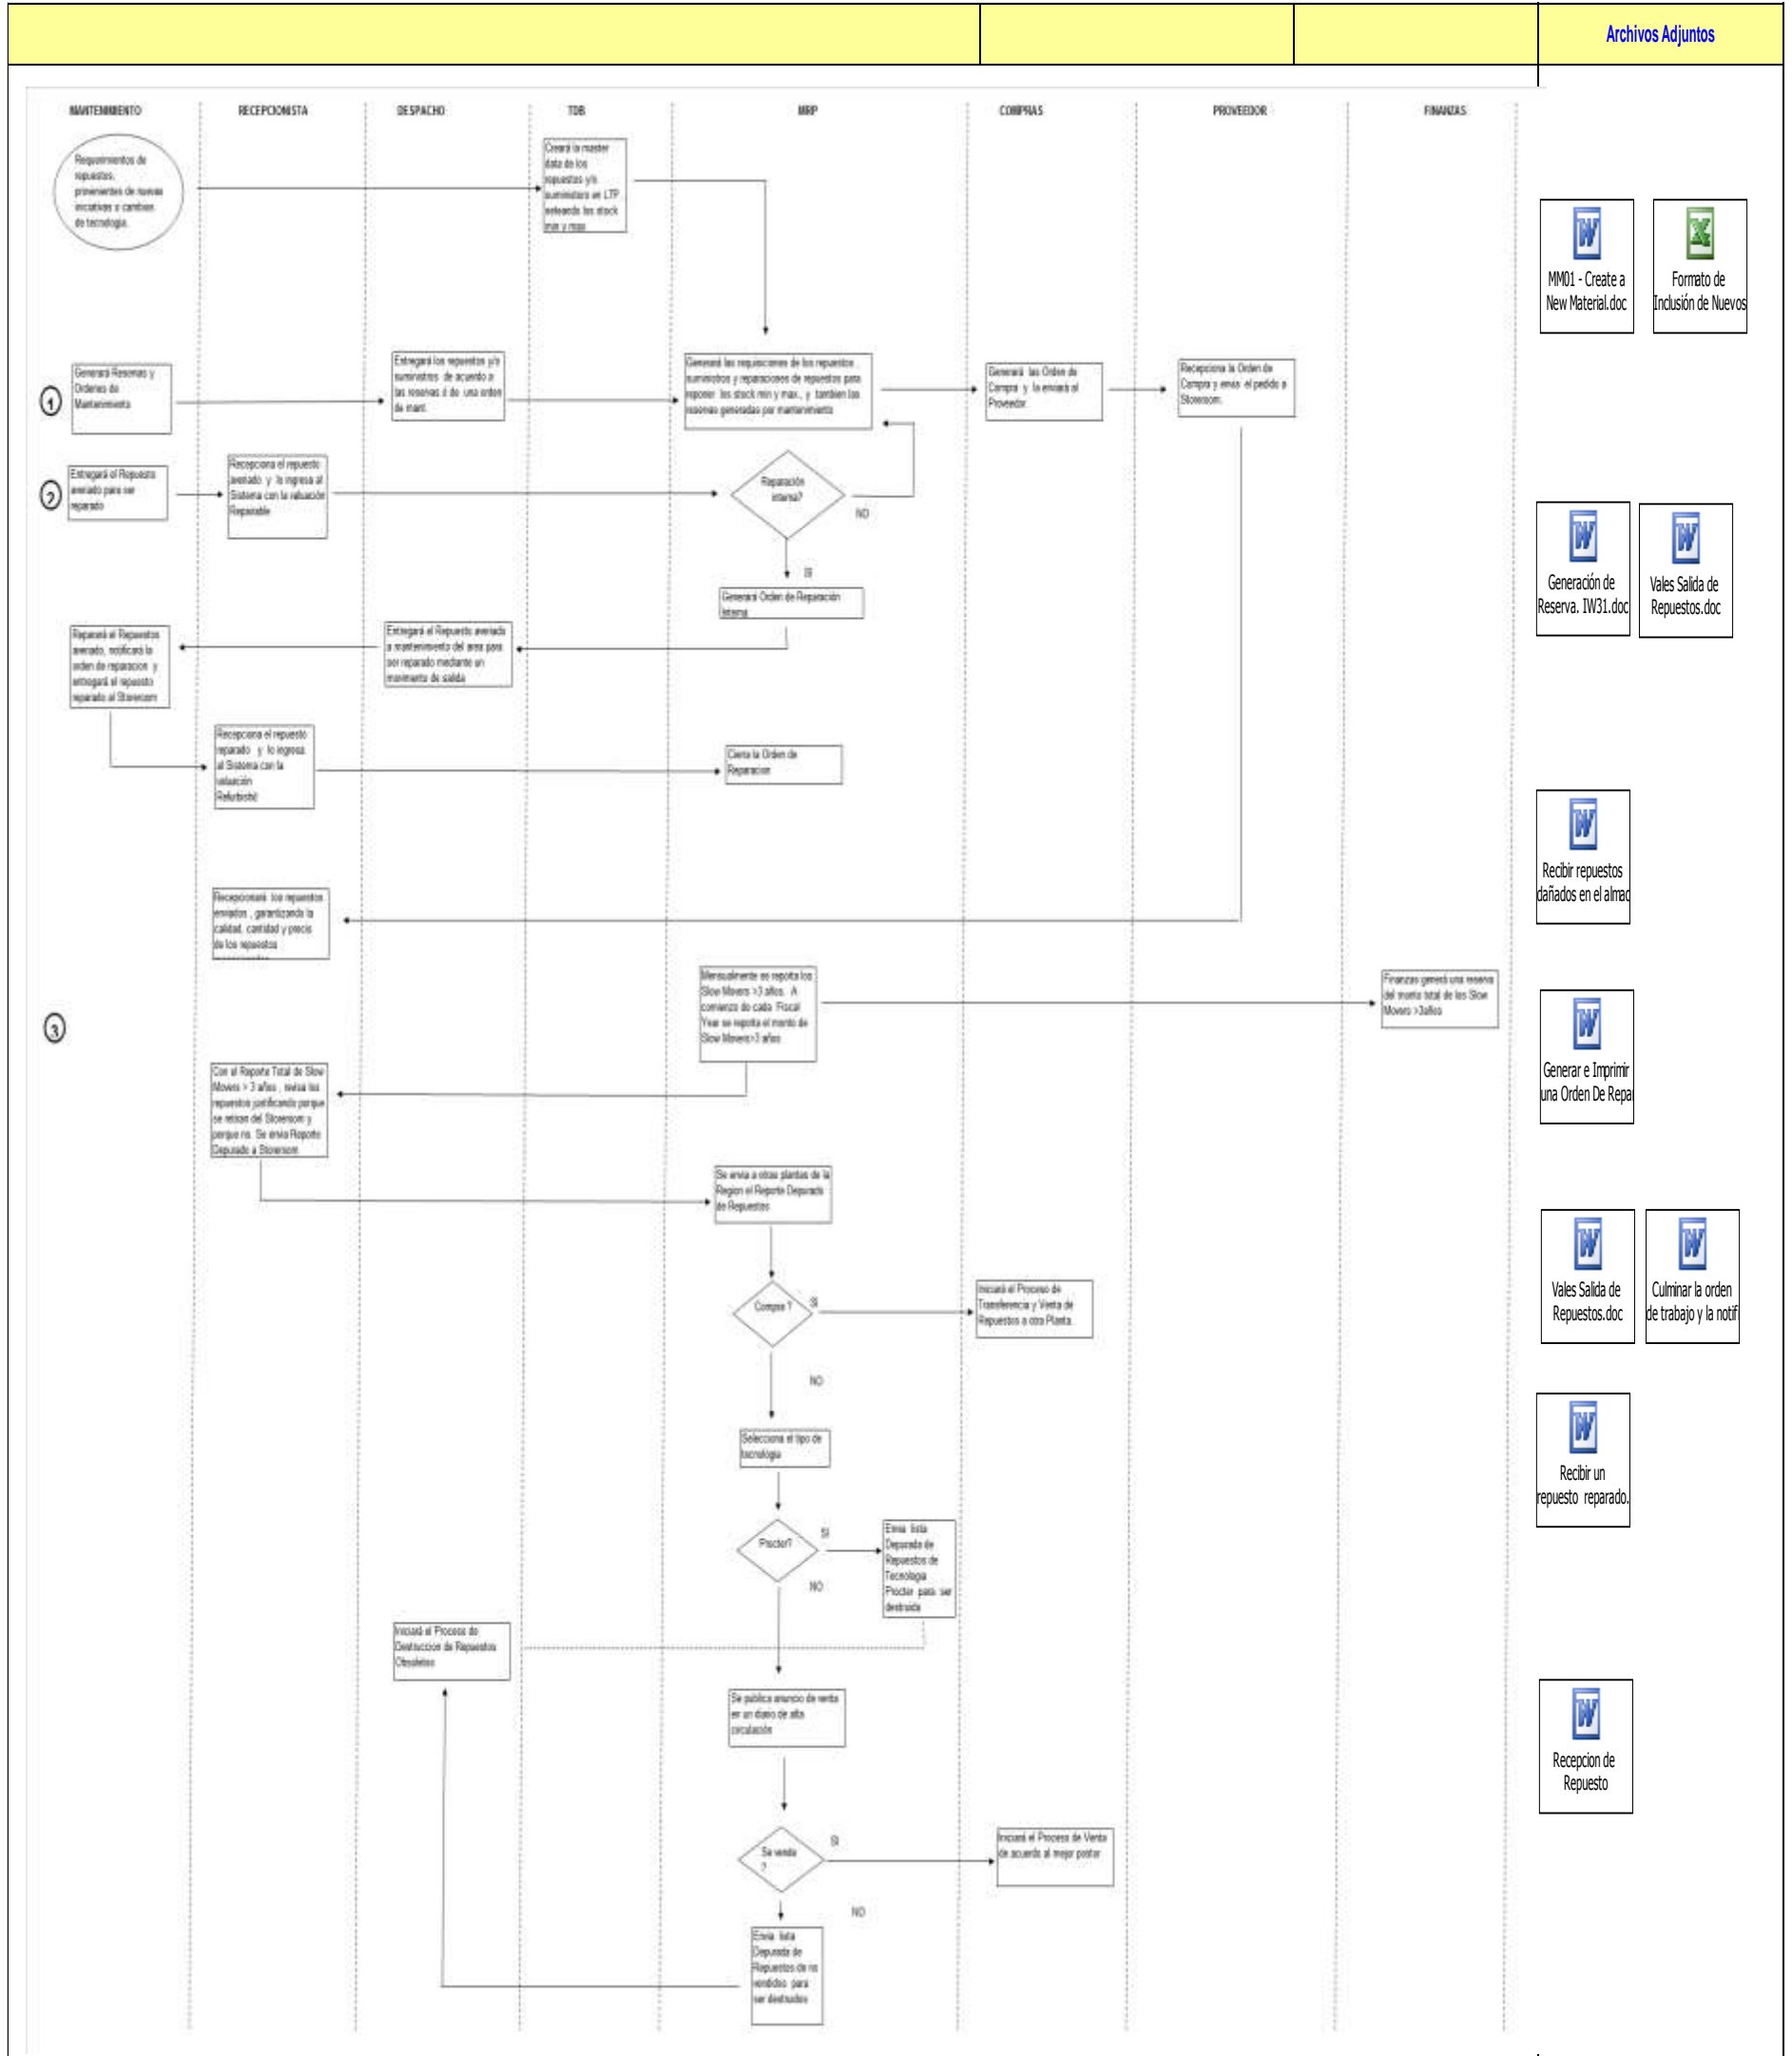 Archivos Adjuntos
MANTENIMIENTO
RECEPCIONISTA
DESPACHO
TDB
MRP
COMPRAS
PROVEEDOR
FINANZAS
Requerimientos de
repuestos,
provenientes de nuevas
iniciativas o cambios
de tecnologia.
Creará la master
data de los
repuestos y/o
suministro en LTP
seteando los stock
min y max
MM01 - Create a
New Material.doc
Formato de
Inclusión de Nuevos
1
Generará Reservas y
Ordenes de
Mantenimiento
Entregará los repuestos y/o
suministros de acuerdo a
las reservas ó de una orden
de mant.
Generará las requisiciones de los repuestos ,
suministros y reparaciones de repuestos para
reponer los stock min y max., y tambien las
reservas generadas por mantenimiento
Generará las Orden de
Compra y la enviará al
Proveedor.
Recepciona la Orden de
Compra y envia el pedido a
Storeroom.
2
Entregará el Repuesto
averiado para ser
reparado
Recepciona el repuesto
averiado y lo ingresa al
Sistema con la valuación
Reparable
Reparación
interna?
NO
SI
Generará Orden de Reparación
Interna
Generación de
Reserva. IW31.doc
Vales Salida de
Repuestos.doc
Reparará el Repuestos
averiado, notificará la
orden de reparacion y
entregará el repuesto
reparado al Storeroom
Entregará el Repuesto averiado
a mantenimiento del area para
ser reparado mediante un
movimiento de salida
Recepciona el repuesto
reparado y lo ingresa
al Sistema con la
valuación
Refurbishd
Cierra la Orden de
Reparacion
Recibir repuestos
dañados en el almac
Recepcionará los repuestos
enviados , garantizando la
calidad, cantidad y precio
de los repuestos
3
Mensualmente se reporta los
Slow Movers >3 años. A
comienzo de cada Fiscal
Year se reporta el monto de
Slow Movers>3 años
Finanzas generá una reserva
del monto total de los Slow
Movers >3años
Generar e Imprimir
una Orden De Repa
Con el Reporte Total de Slow
Movers > 3 años , revisa los
repuestos justificando porque
se retiran del Storeroom y
porque no. Se envia Reporte
Depurado a Storeroom
Se envia a otras plantas de la
Region el Reporte Depurado
de Repuestos
Compra ?
SI
Iniciará el Proceso de
Transferencia y Venta de
Repuestos a otra Planta.
NO
Vales Salida de
Repuestos.doc
Culminar la orden
de trabajo y la notif
Selecciona el tipo de
tecnologia
Recibir un
repuesto reparado.
Procter?
SI
NO
Envia lista
Depurada de
Repuestos de
Tecnologia
Procter para ser
destruida
Iniciará el Proceso de
Destruccion de Repuestos
Obsoletos
Se publica anuncio de venta
en un diario de alta
circulación
Recepcion de
Repuesto
Se vende
?
SI
Iniciará el Proceso de Venta
de acuerdo al mejor postor
NO
Envia lista
Depurada de
Repuestos de no
vendidos para
ser destruidos